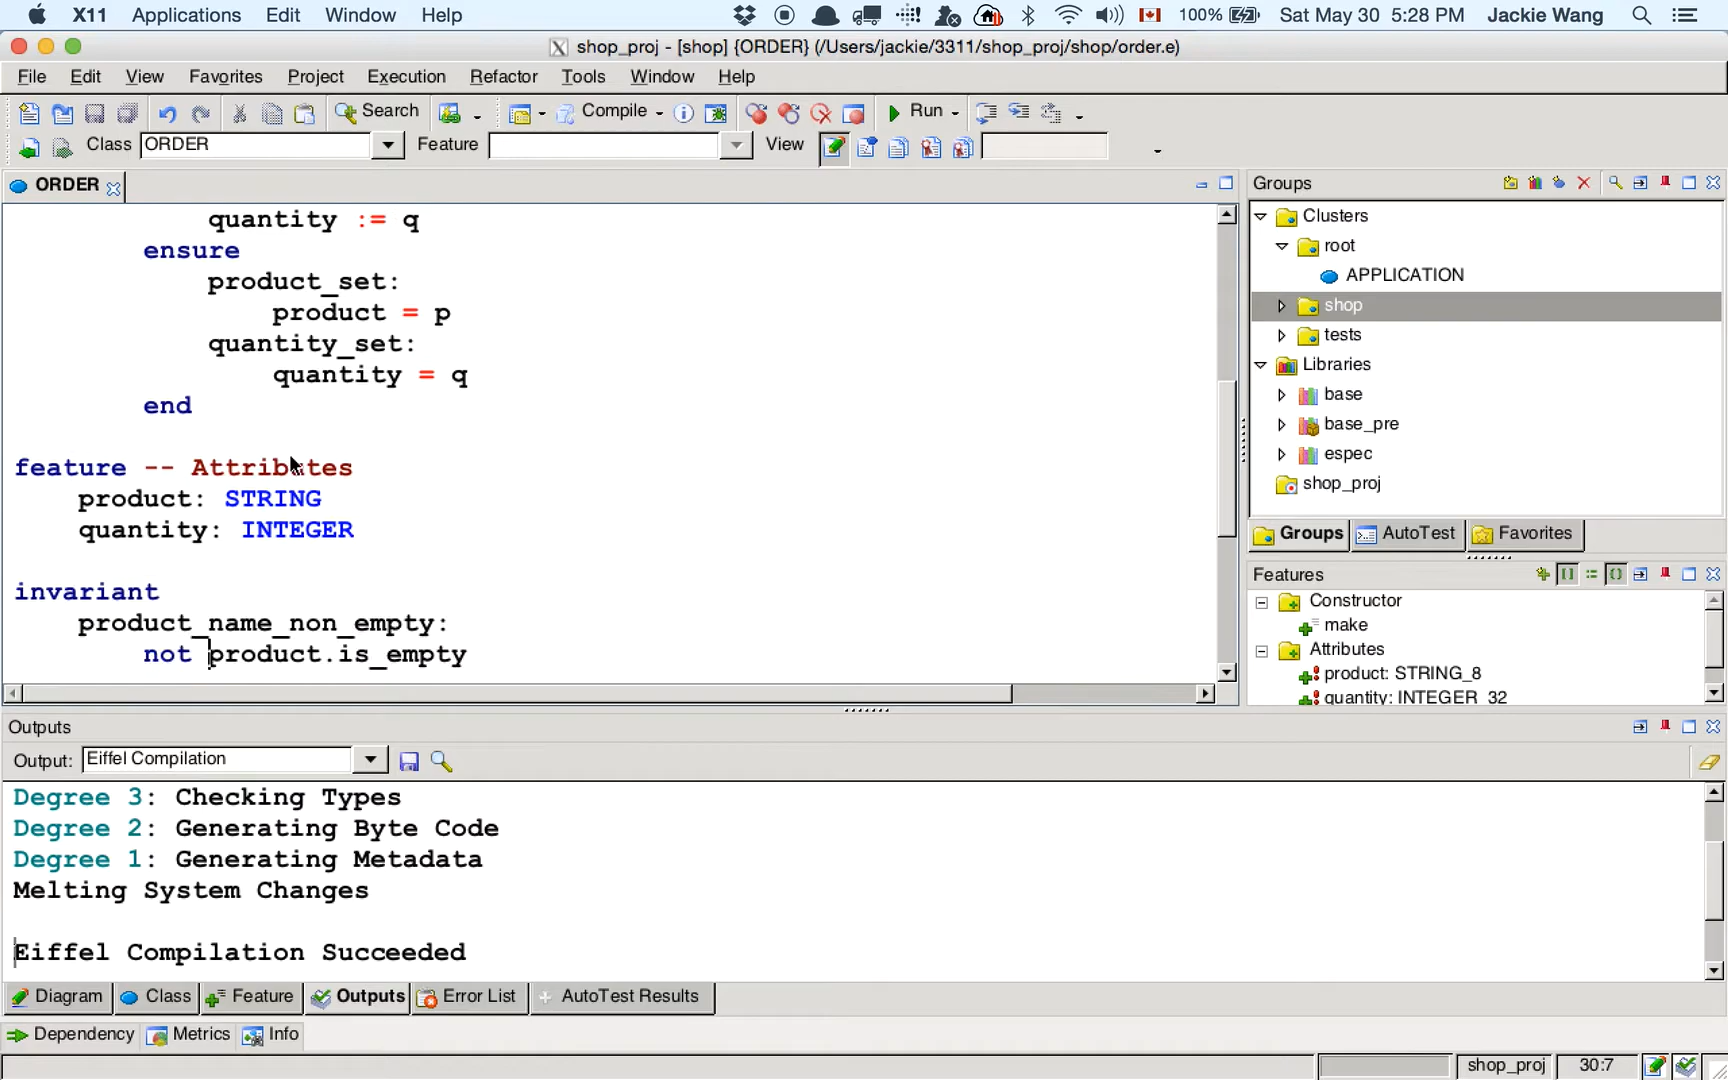 X11 Applications Edit Window Help 100% Sat May 30 5:28 PM Jackie Wang
shop_proj - [shop] {ORDER} (/Users/jackie/3311/shop_proj/shop/order.e)
File Edit View Favorites Project Execution Refactor Tools Window Help
Search Compile Run
Class ORDER Feature View
ORDER
quantity := q
ensure
product_set:
product = p
quantity_set:
quantity = q
end
feature -- Attributes
product: STRING
quantity: INTEGER
invariant
product_name_non_empty:
not product.is_empty
Groups
Clusters
root
APPLICATION
shop
tests
Libraries
base
base_pre
espec
shop_proj
Groups AutoTest Favorites
Features
Constructor
make
Attributes
product: STRING_8
quantity: INTEGER_32
Outputs
Output: Eiffel Compilation
Degree 3: Checking Types
Degree 2: Generating Byte Code
Degree 1: Generating Metadata
Melting System Changes
Eiffel Compilation Succeeded
Diagram Class Feature Outputs Error List AutoTest Results
Dependency Metrics Info
shop_proj 30:7